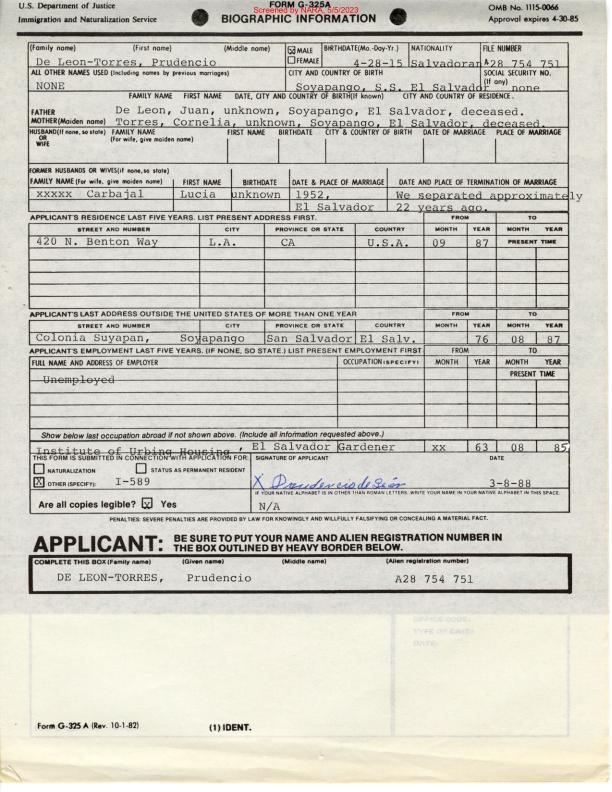 U.S. Department of Justice
Immigration and Naturalization Service
FORM G-325A
Screened by NARA, 5/5/2023
BIOGRAPHIC INFORMATION
OMB No. 1115-0066
Approval expires 4-30-85
(Family name) (First name) (Middle name) X MALE BIRTHDATE(Mo.-Day-Yr.) NATIONALITY FILE NUMBER
De Leon-Torres, Prudencio FEMALE 4-28-15 Salvadoran A28 754 751
ALL OTHER NAMES USED (Including names by previous marriages) CITY AND COUNTRY OF BIRTH SOCIAL SECURITY NO. (If any)
NONE Soyapango, S.S. El Salvador none
FAMILY NAME FIRST NAME DATE, CITY AND COUNTRY OF BIRTH(If known) CITY AND COUNTRY OF RESIDENCE.
FATHER De Leon, Juan, unknown, Soyapango, El Salvador, deceased.
MOTHER(Maiden name) Torres, Cornelia, unknown, Soyapango, El Salvador, deceased.
HUSBAND(If none, so state) OR WIFE FAMILY NAME (For wife, give maiden name) FIRST NAME BIRTHDATE CITY & COUNTRY OF BIRTH DATE OF MARRIAGE PLACE OF MARRIAGE
FORMER HUSBANDS OR WIVES(if none, so state)
FAMILY NAME (For wife, give maiden name) FIRST NAME BIRTHDATE DATE & PLACE OF MARRIAGE DATE AND PLACE OF TERMINATION OF MARRIAGE
xxxxx Carbajal Lucia unknown 1952, We separated approximately
El Salvador 22 years ago.
APPLICANT'S RESIDENCE LAST FIVE YEARS. LIST PRESENT ADDRESS FIRST. FROM TO
STREET AND NUMBER CITY PROVINCE OR STATE COUNTRY MONTH YEAR MONTH YEAR
420 N. Benton Way L.A. CA U.S.A. 09 87 PRESENT TIME
APPLICANT'S LAST ADDRESS OUTSIDE THE UNITED STATES OF MORE THAN ONE YEAR FROM TO
STREET AND NUMBER CITY PROVINCE OR STATE COUNTRY MONTH YEAR MONTH YEAR
Colonia Suyapan, Soyapango San Salvador El Salv. 76 08 87
APPLICANT'S EMPLOYMENT LAST FIVE YEARS. (IF NONE, SO STATE.) LIST PRESENT EMPLOYMENT FIRST FROM TO
FULL NAME AND ADDRESS OF EMPLOYER OCCUPATION (SPECIFY) MONTH YEAR MONTH YEAR
Unemployed PRESENT TIME
Show below last occupation abroad if not shown above. (Include all information requested above.)
Institute of Urbing Housing, El Salvador Gardener xx 63 08 85
THIS FORM IS SUBMITTED IN CONNECTION WITH APPLICATION FOR: SIGNATURE OF APPLICANT DATE
NATURALIZATION STATUS AS PERMANENT RESIDENT
X OTHER (SPECIFY): I-589 X Prudencio de León 3-8-88
IF YOUR NATIVE ALPHABET IS IN OTHER THAN ROMAN LETTERS, WRITE YOUR NAME IN YOUR NATIVE ALPHABET IN THIS SPACE.
Are all copies legible? X Yes N/A
PENALTIES: SEVERE PENALTIES ARE PROVIDED BY LAW FOR KNOWINGLY AND WILLFULLY FALSIFYING OR CONCEALING A MATERIAL FACT.
APPLICANT: BE SURE TO PUT YOUR NAME AND ALIEN REGISTRATION NUMBER IN
THE BOX OUTLINED BY HEAVY BORDER BELOW.
COMPLETE THIS BOX (Family name) (Given name) (Middle name) (Alien registration number)
DE LEON-TORRES, Prudencio A28 754 751
OFFICE CODE:
TYPE OF CASE:
DATE:
Form G-325 A (Rev. 10-1-82) (1) IDENT.